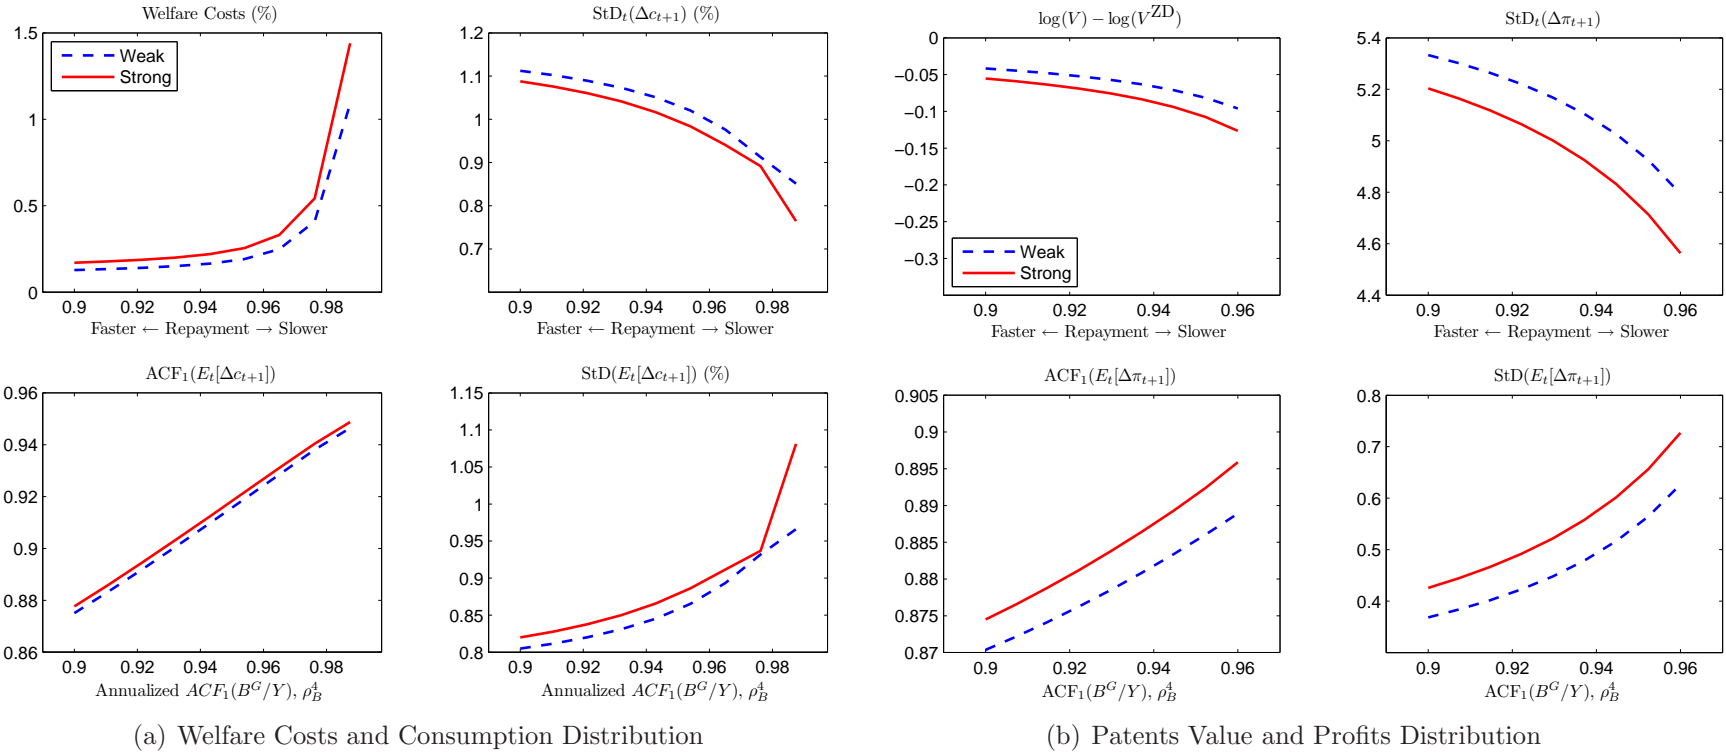 Welfare Costs (%)
1.5
1
0.5
0
0.9 0.92 0.94 0.96 0.98
Faster ← Repayment → Slower
Weak
Strong
StD_t(Δc_{t+1}) (%)
1.2
1.1
1
0.9
0.8
0.7
0.9 0.92 0.94 0.96 0.98
Faster ← Repayment → Slower
ACF_1(E_t[Δc_{t+1}])
0.96
0.94
0.92
0.9
0.88
0.86
0.9 0.92 0.94 0.96 0.98
Annualized ACF_1(B^G/Y), ρ_B^4
StD(E_t[Δc_{t+1}]) (%)
1.15
1.1
1.05
1
0.95
0.9
0.85
0.8
0.9 0.92 0.94 0.96 0.98
Annualized ACF_1(B^G/Y), ρ_B^4
(a) Welfare Costs and Consumption Distribution
log(V) − log(V^{ZD})
0
−0.05
−0.1
−0.15
−0.2
−0.25
−0.3
0.9 0.92 0.94 0.96
Faster ← Repayment → Slower
Weak
Strong
StD_t(Δπ_{t+1})
5.4
5.2
5
4.8
4.6
4.4
0.9 0.92 0.94 0.96
Faster ← Repayment → Slower
ACF_1(E_t[Δπ_{t+1}])
0.905
0.9
0.895
0.89
0.885
0.88
0.875
0.87
0.9 0.92 0.94 0.96
ACF_1(B^G/Y), ρ_B^4
StD(E_t[Δπ_{t+1}])
0.8
0.7
0.6
0.5
0.4
0.9 0.92 0.94 0.96
ACF_1(B^G/Y), ρ_B^4
(b) Patents Value and Profits Distribution